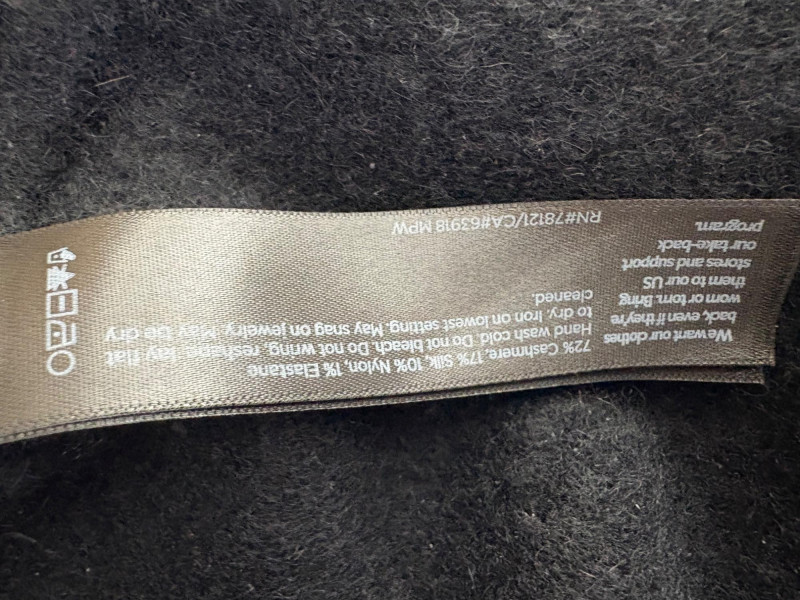 We want our clothes
back, even if they're
worn or torn. Bring
them to our US
stores and support
our take-back
program.
72% Cashmere, 17% Silk, 10% Nylon, 1% Elastane
Hand wash cold. Do not bleach. Do not wring, reshape, lay flat
to dry. Iron on lowest setting. May snag on jewelry. May be dry
cleaned.
RN#78121/CA#63918 MPW